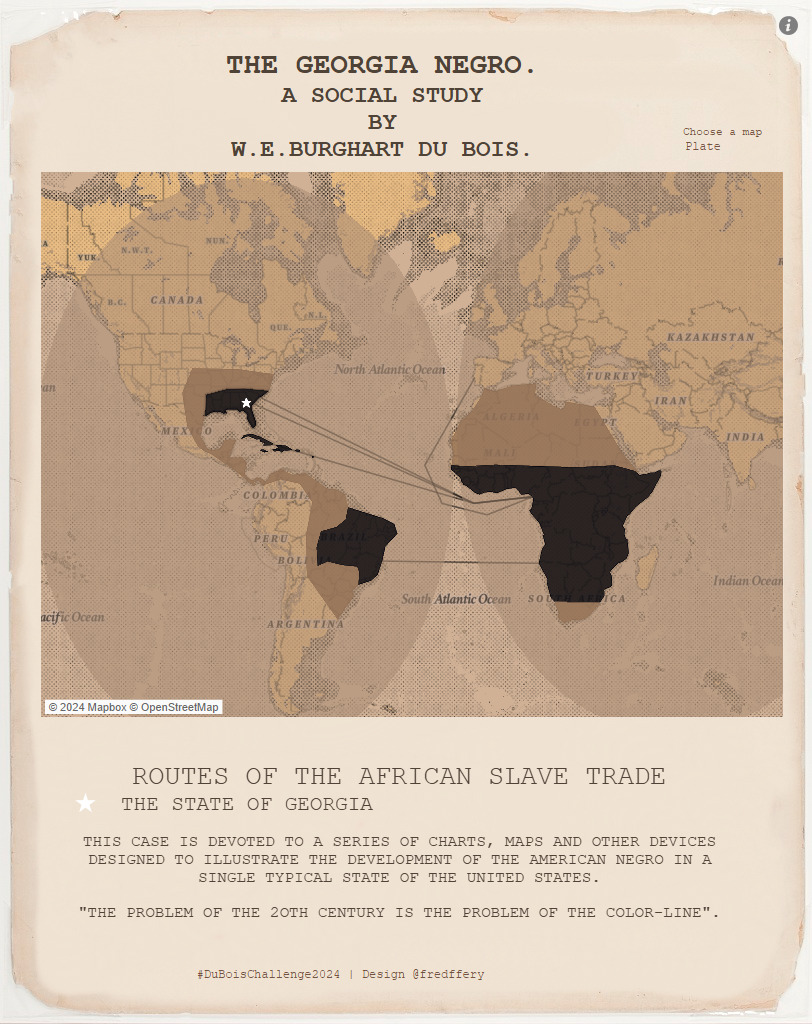 THE GEORGIA NEGRO.
A SOCIAL STUDY
BY
W.E.BURGHART DU BOIS.
Choose a map
Plate
YUK.
N.W.T.
NUN.
B.C.
CANADA
N.L.
QUE.
KAZAKHSTAN
North Atlantic Ocean
TURKEY
IRAN
ALGERIA
EGYPT
MEXICO
INDIA
MALI
SUDAN
COLOMBIA
PERU
BRAZIL
BOLIVIA
Indian Ocean
South Atlantic Ocean
SOUTH AFRICA
acific Ocean
ARGENTINA
© 2024 Mapbox © OpenStreetMap
ROUTES OF THE AFRICAN SLAVE TRADE
THE STATE OF GEORGIA
THIS CASE IS DEVOTED TO A SERIES OF CHARTS, MAPS AND OTHER DEVICES
DESIGNED TO ILLUSTRATE THE DEVELOPMENT OF THE AMERICAN NEGRO IN A
SINGLE TYPICAL STATE OF THE UNITED STATES.
"THE PROBLEM OF THE 2OTH CENTURY IS THE PROBLEM OF THE COLOR-LINE".
#DuBoisChallenge2024 | Design @fredffery